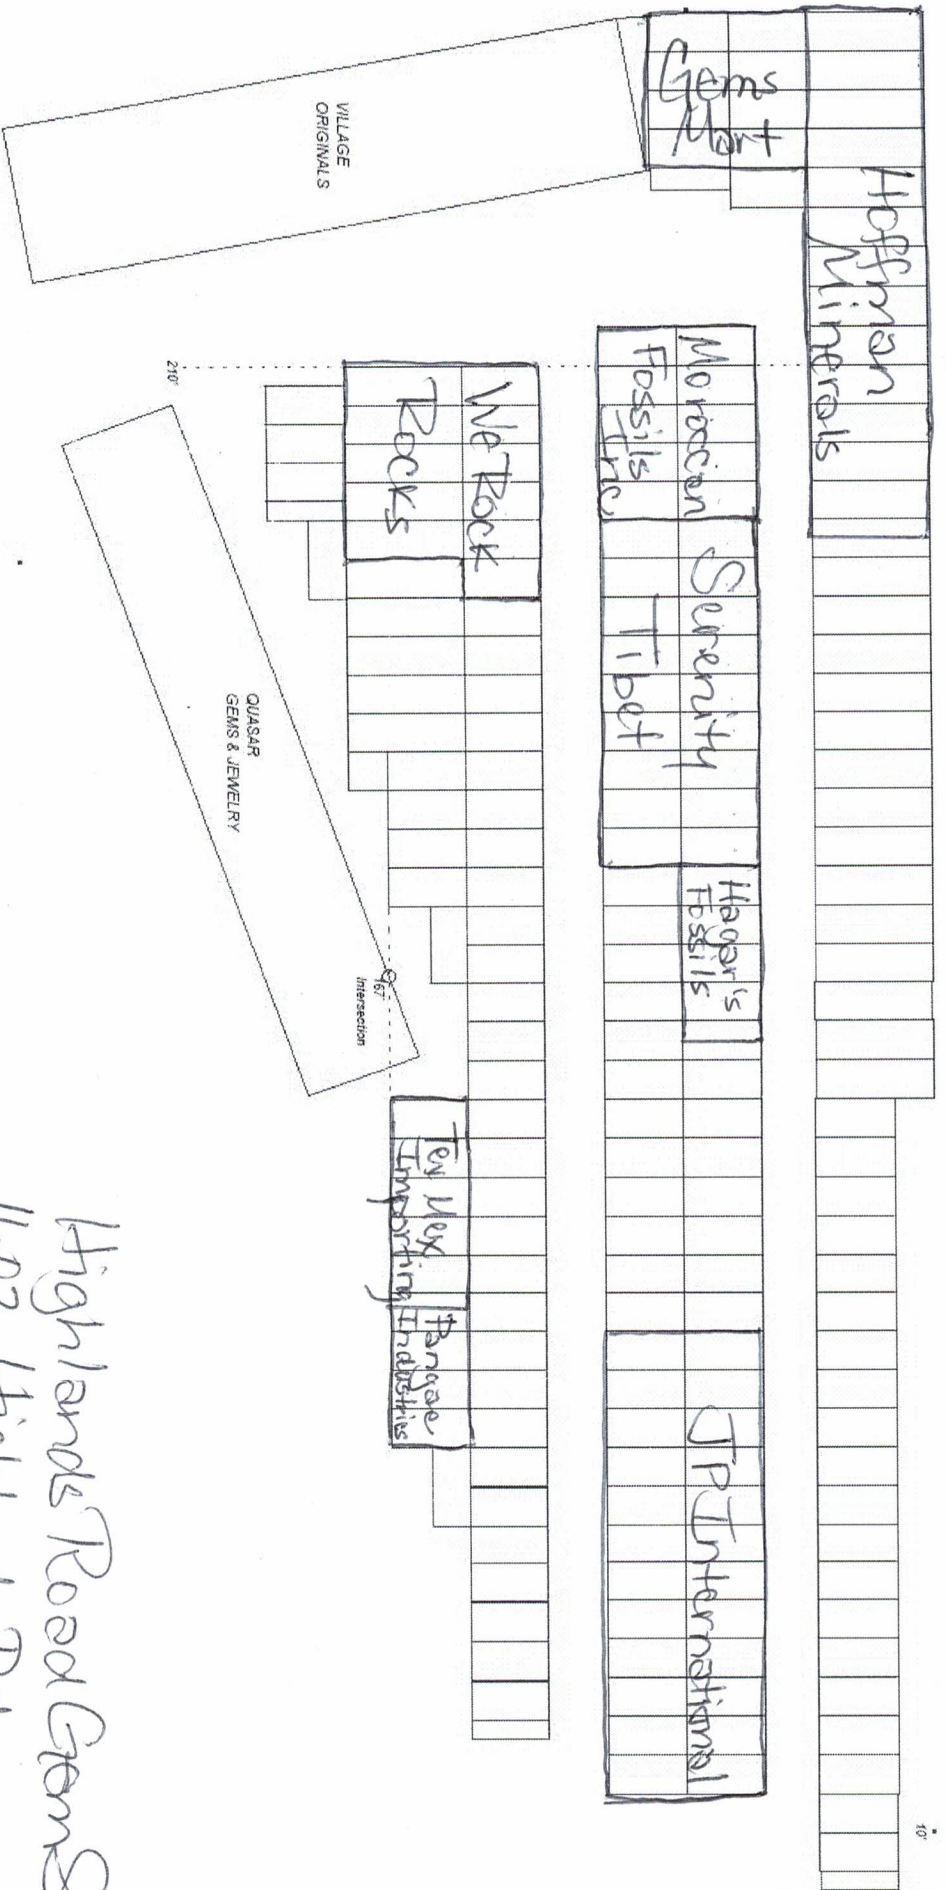 Hoffman
Minerals
Gems
Mart
VILLAGE
ORIGINALS
Moroccan
Fossils
Inc.
Serenity
Tibet
Hagar's
Fossils
JP International
We Rock
Rocks
210'
QUASAR
GEMS & JEWELRY
167'
Intersection
Tex Mex
Importing
Pangae
Industries
10'
Highlands Road Gem S